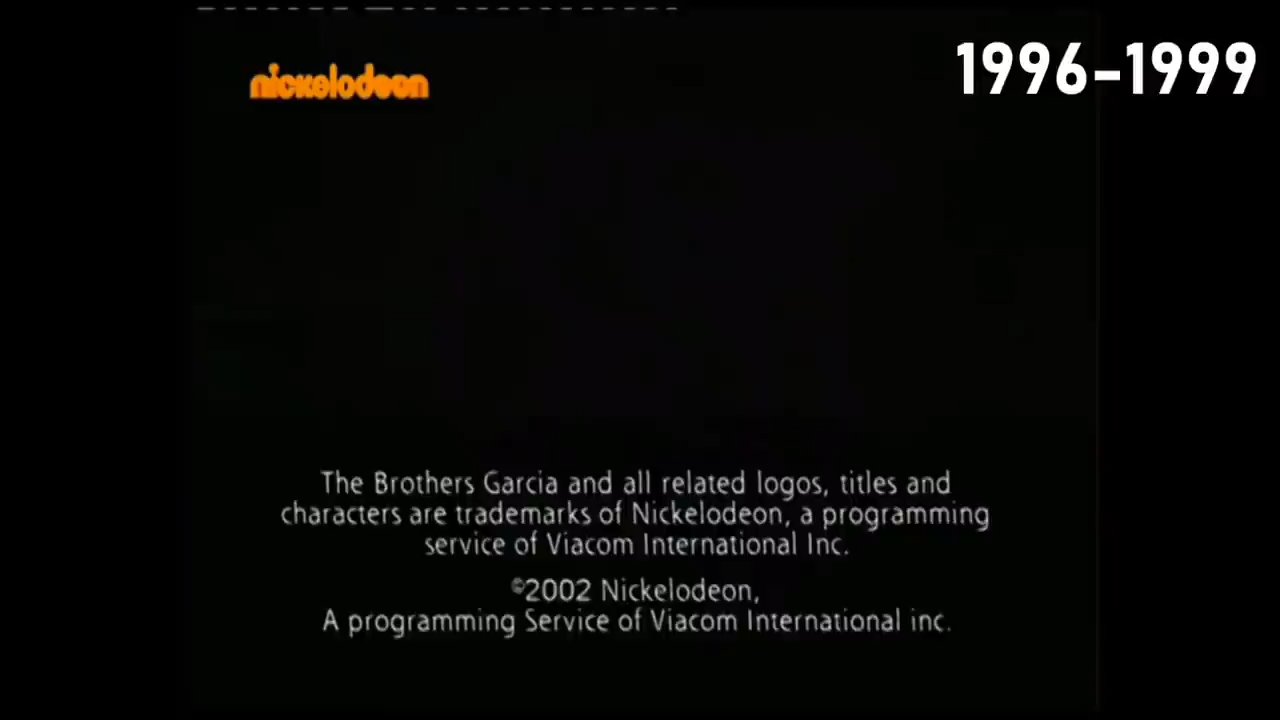 nickelodeon
1996-1999
The Brothers Garcia and all related logos, titles and
characters are trademarks of Nickelodeon, a programming
service of Viacom International Inc.
©2002 Nickelodeon,
A programming Service of Viacom International inc.